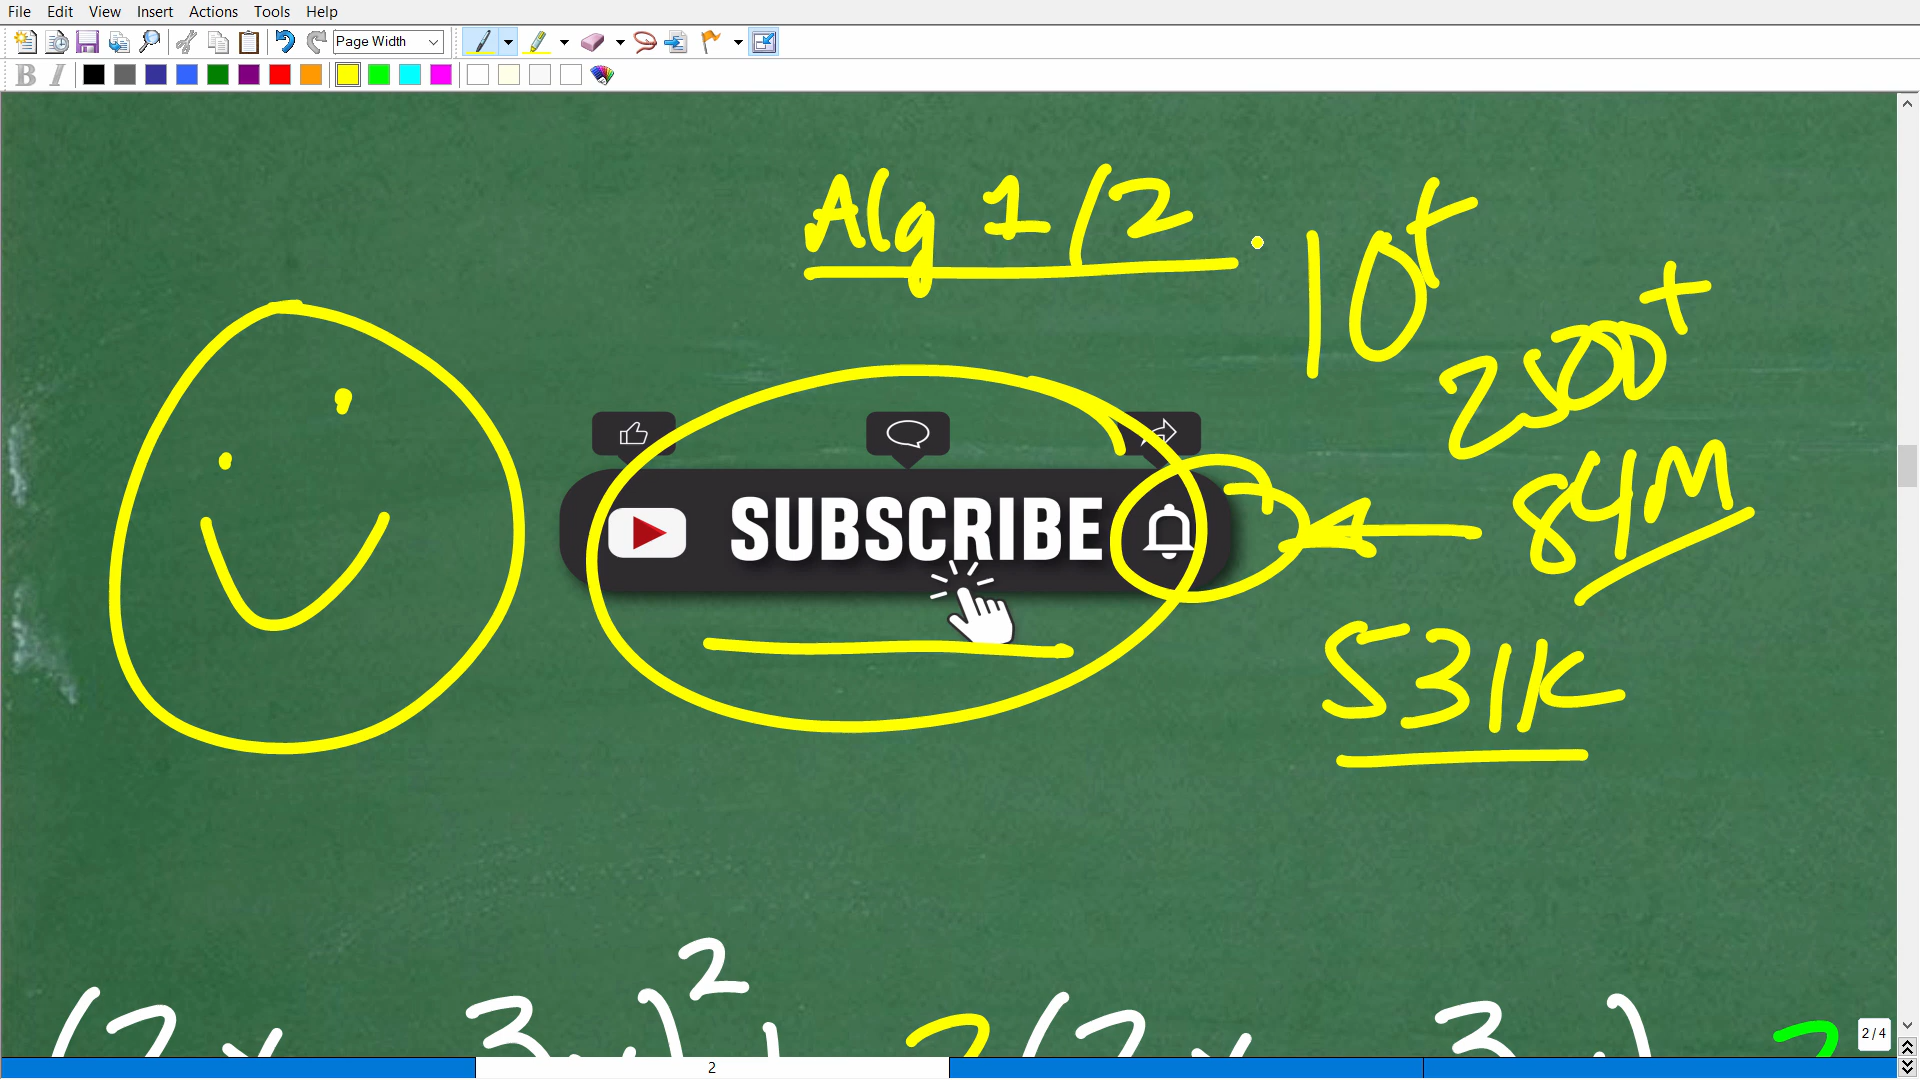 File Edit View Insert Actions Tools Help
Page Width
B I
Alg 1/2
10+
2500+
84M
SUBSCRIBE
531K
2 / 4
2